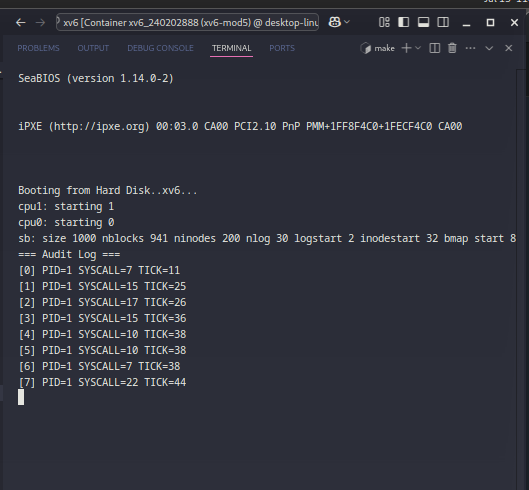 xv6 [Container xv6_240202888 (xv6-mod5) @ desktop-linu
PROBLEMS OUTPUT DEBUG CONSOLE TERMINAL PORTS make
SeaBIOS (version 1.14.0-2)
iPXE (http://ipxe.org) 00:03.0 CA00 PCI2.10 PnP PMM+1FF8F4C0+1FECF4C0 CA00
Booting from Hard Disk..xv6...
cpu1: starting 1
cpu0: starting 0
sb: size 1000 nblocks 941 ninodes 200 nlog 30 logstart 2 inodestart 32 bmap start 8
=== Audit Log ===
[0] PID=1 SYSCALL=7 TICK=11
[1] PID=1 SYSCALL=15 TICK=25
[2] PID=1 SYSCALL=17 TICK=26
[3] PID=1 SYSCALL=15 TICK=36
[4] PID=1 SYSCALL=10 TICK=38
[5] PID=1 SYSCALL=10 TICK=38
[6] PID=1 SYSCALL=7 TICK=38
[7] PID=1 SYSCALL=22 TICK=44